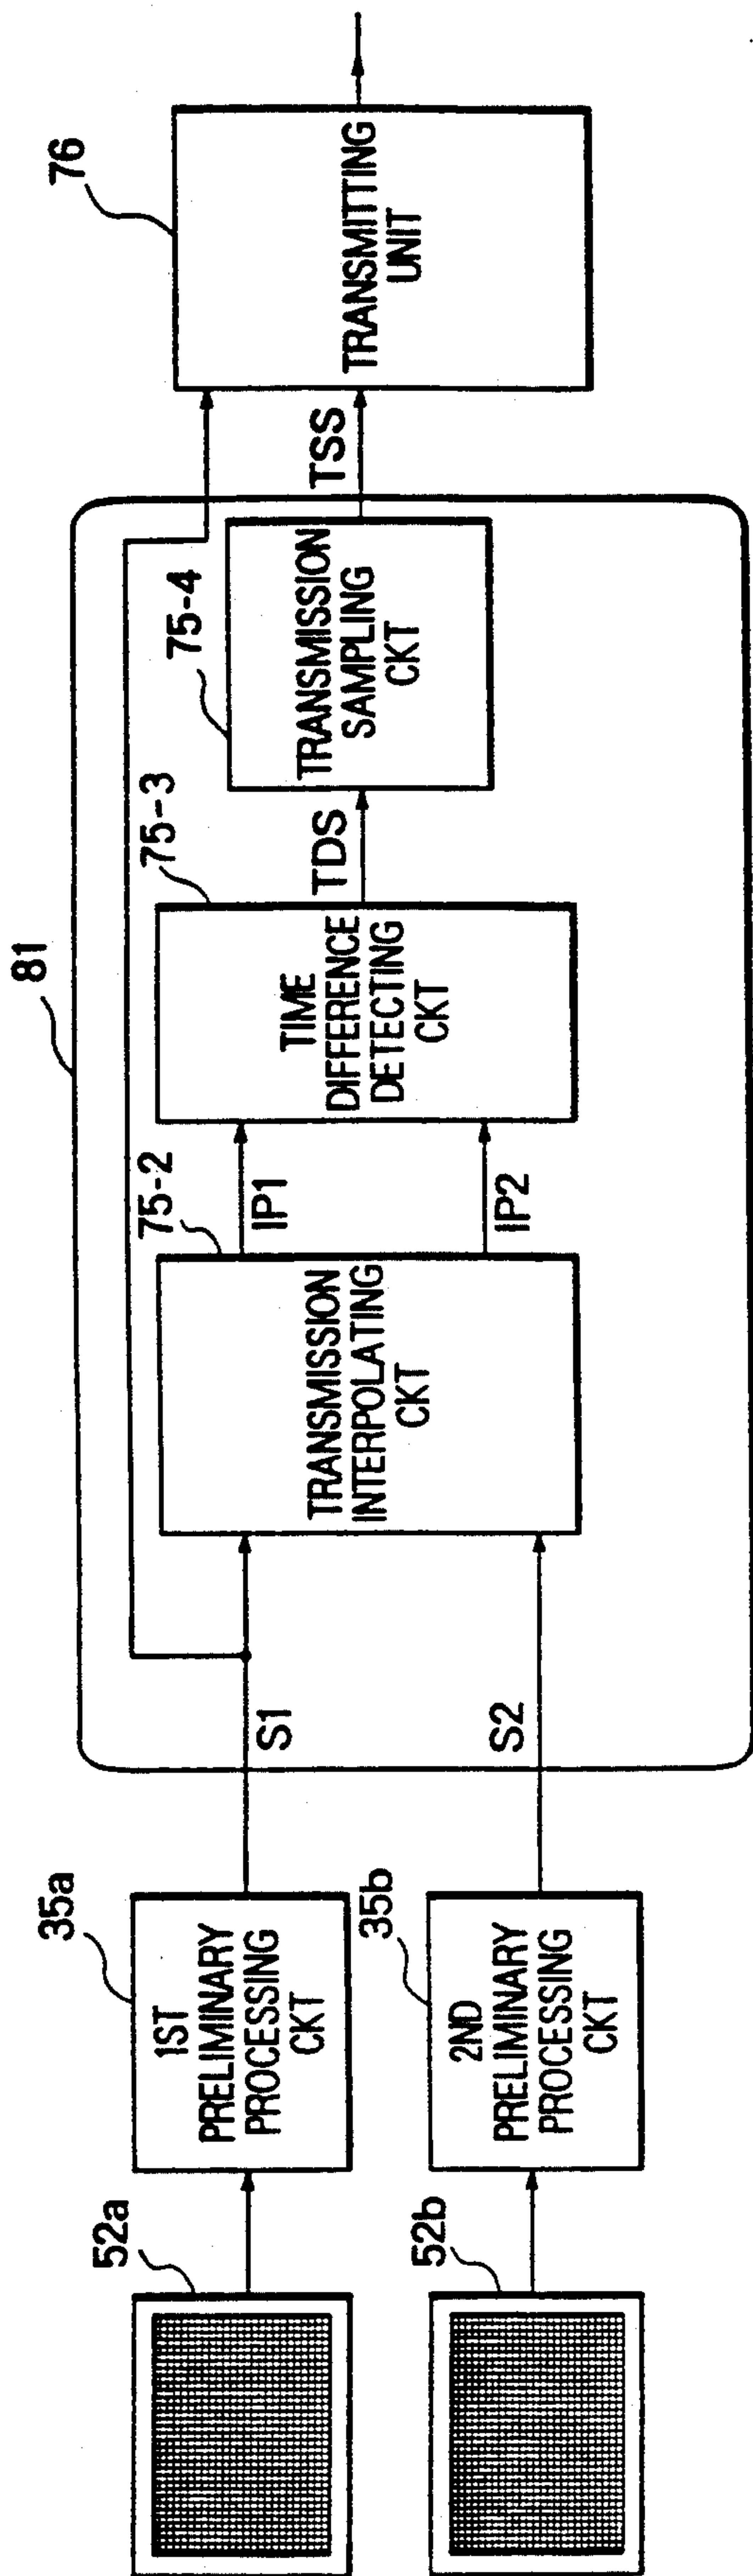 52a
52b
35a
1ST
PRELIMINARY
PROCESSING
CKT
35b
2ND
PRELIMINARY
PROCESSING
CKT
S1
S2
81
75-2
TRANSMISSION
INTERPOLATING
CKT
IP1
IP2
75-3
TIME
DIFFERENCE
DETECTING
CKT
TDS
75-4
TRANSMISSION
SAMPLING
CKT
TSS
76
TRANSMITTING
UNIT